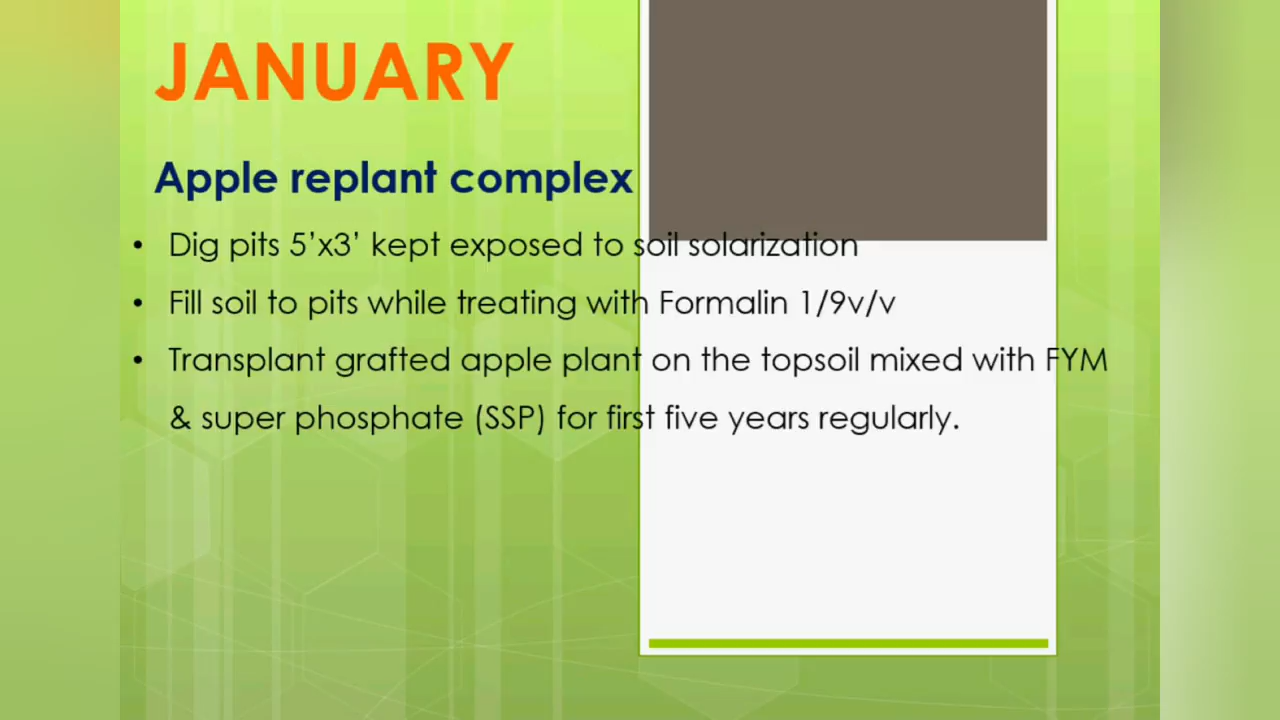 JANUARY
Apple replant complex
• Dig pits 5’x3’ kept exposed to soil solarization
• Fill soil to pits while treating with Formalin 1/9v/v
• Transplant grafted apple plant on the topsoil mixed with FYM
& super phosphate (SSP) for first five years regularly.